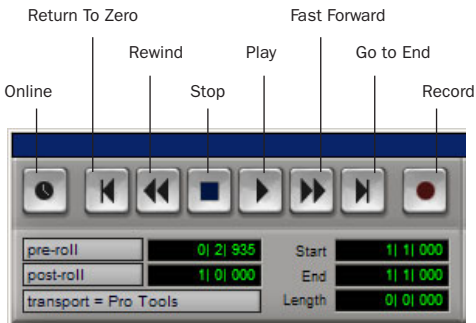 Return To Zero Fast Forward
Rewind Play Go to End
Online Stop Record
pre-roll 0| 2| 935 Start 1| 1| 000
post-roll 1| 0| 000 End 1| 1| 000
transport = Pro Tools Length 0| 0| 000